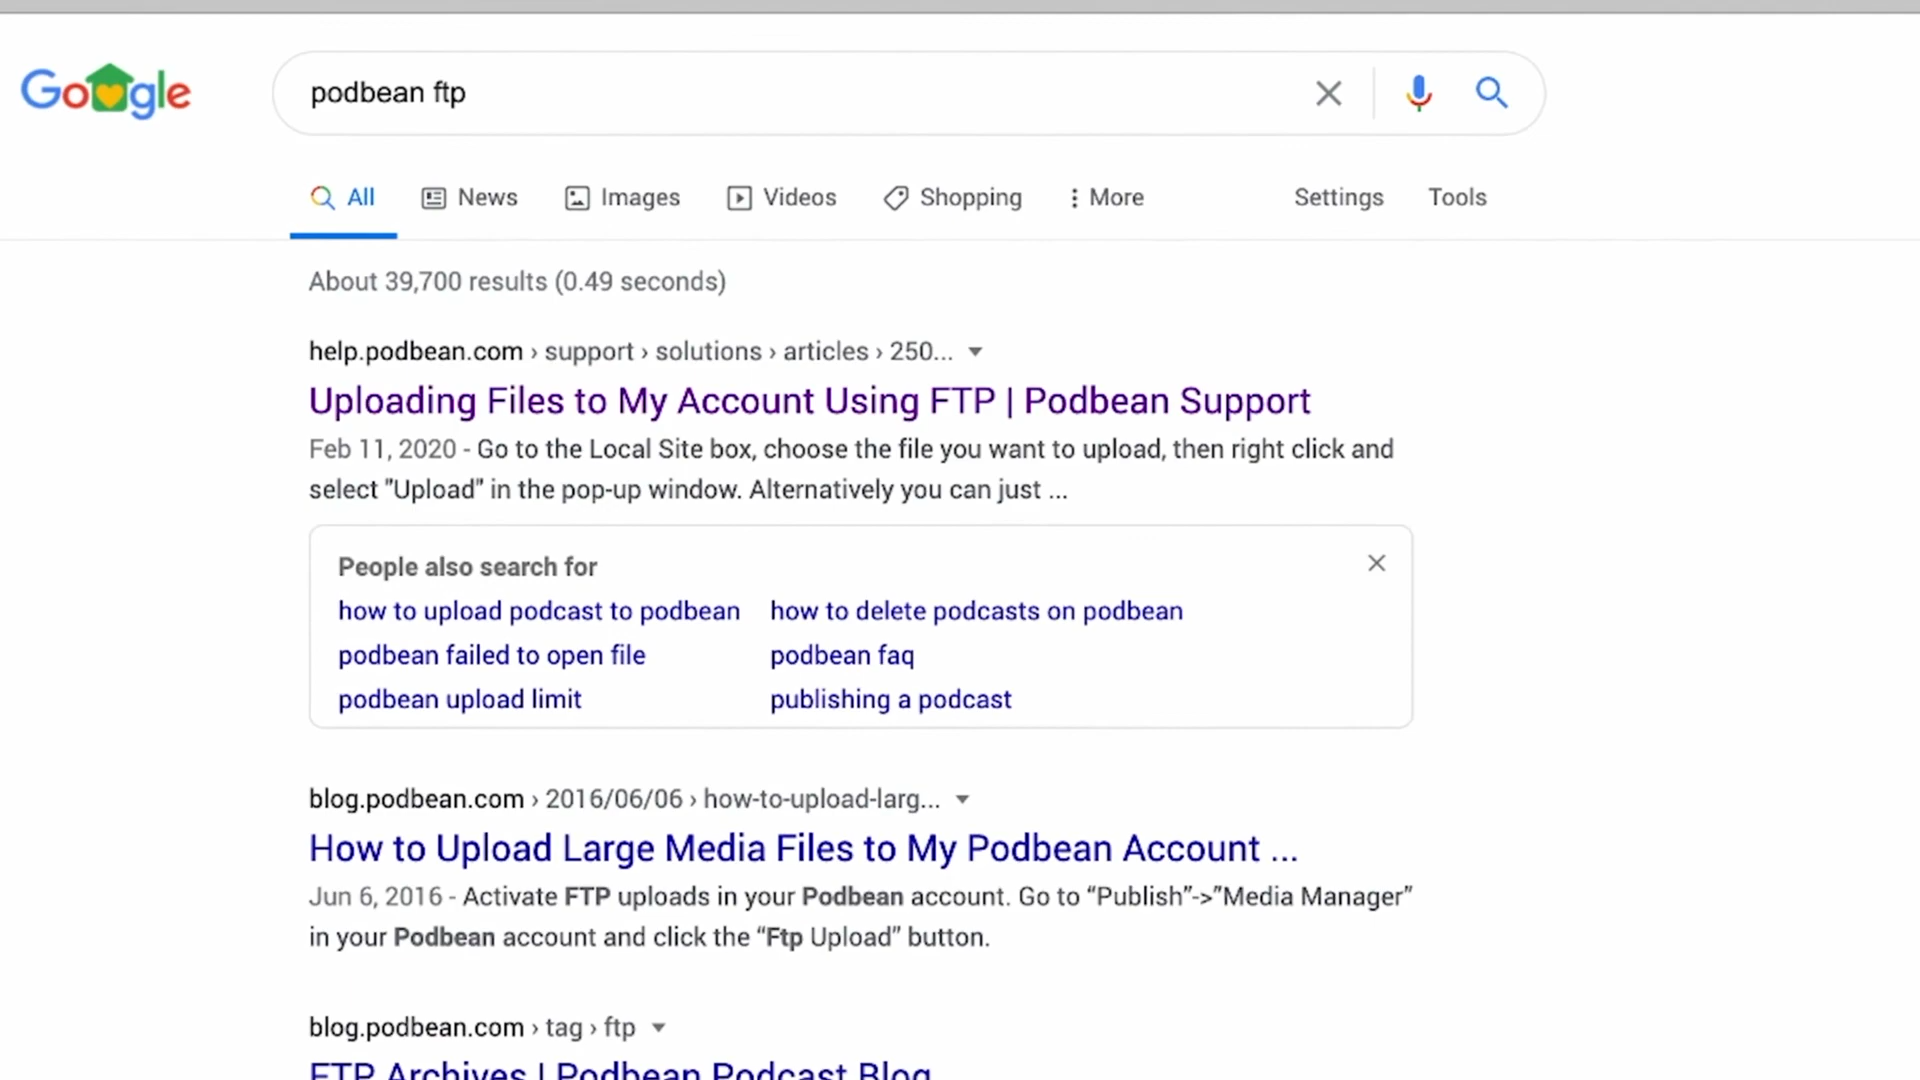 Google
podbean ftp
All News Images Videos Shopping More Settings Tools
About 39,700 results (0.49 seconds)
help.podbean.com › support › solutions › articles › 250...
Uploading Files to My Account Using FTP | Podbean Support
Feb 11, 2020 - Go to the Local Site box, choose the file you want to upload, then right click and
select "Upload" in the pop-up window. Alternatively you can just ...
People also search for
how to upload podcast to podbean how to delete podcasts on podbean
podbean failed to open file podbean faq
podbean upload limit publishing a podcast
blog.podbean.com › 2016/06/06 › how-to-upload-larg...
How to Upload Large Media Files to My Podbean Account ...
Jun 6, 2016 - Activate FTP uploads in your Podbean account. Go to “Publish”->”Media Manager”
in your Podbean account and click the “Ftp Upload” button.
blog.podbean.com › tag › ftp
FTP Archives | Podbean Podcast Blog